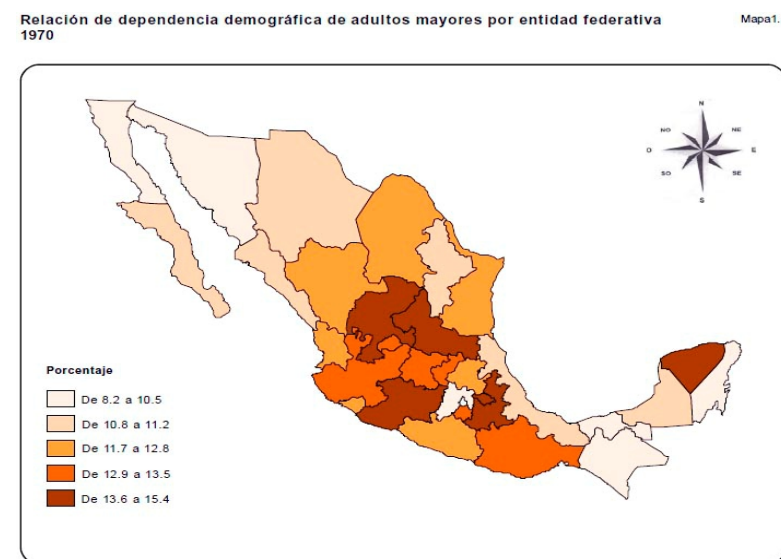 Relación de dependencia demográfica de adultos mayores por entidad federativa
1970
Mapa1.
N
NO
NE
O
E
SO
SE
S
Porcentaje
De 8.2 a 10.5
De 10.8 a 11.2
De 11.7 a 12.8
De 12.9 a 13.5
De 13.6 a 15.4